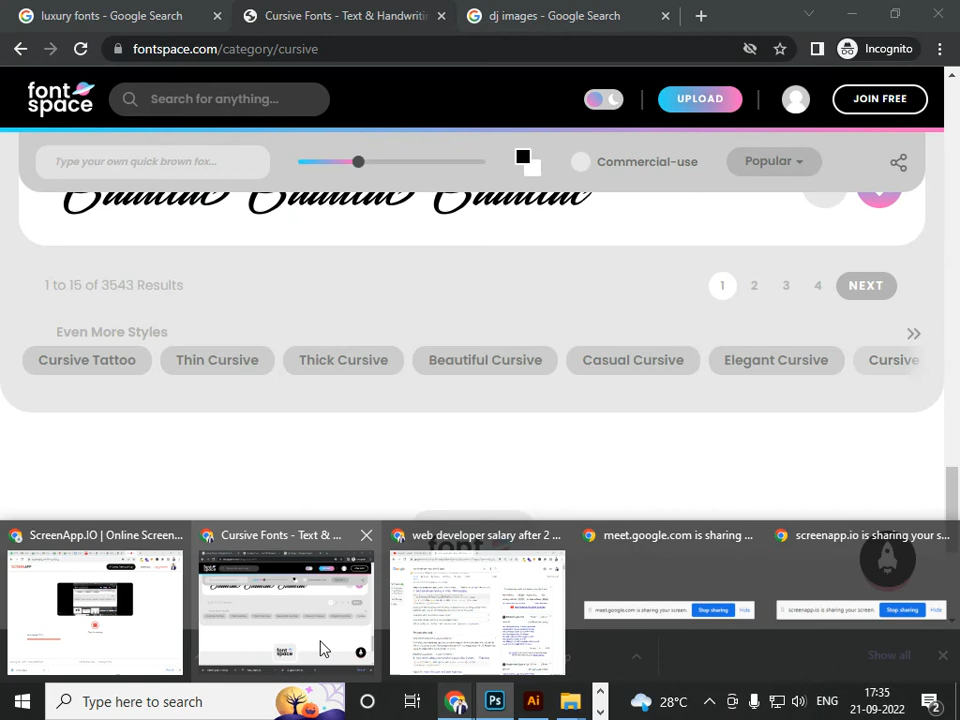 luxury fonts - Google Search
Cursive Fonts - Text & Handwritin
dj images - Google Search
fontspace.com/category/cursive
Incognito
font
space
Search for anything...
UPLOAD
JOIN FREE
Type your own quick brown fox...
Commercial-use
Popular
1 to 15 of 3543 Results
1
2
3
4
NEXT
Even More Styles
Cursive Tattoo
Thin Cursive
Thick Cursive
Beautiful Cursive
Casual Cursive
Elegant Cursive
Cursive
ScreenApp.IO | Online Screen...
Cursive Fonts - Text & ...
web developer salary after 2 ...
meet.google.com is sharing ...
screenapp.io is sharing your s...
meet.google.com is sharing your screen.
Stop sharing
Hide
screenapp.io is sharing your screen.
Stop sharing
Hide
Show all
Type here to search
28°C
ENG
17:35
21-09-2022
2